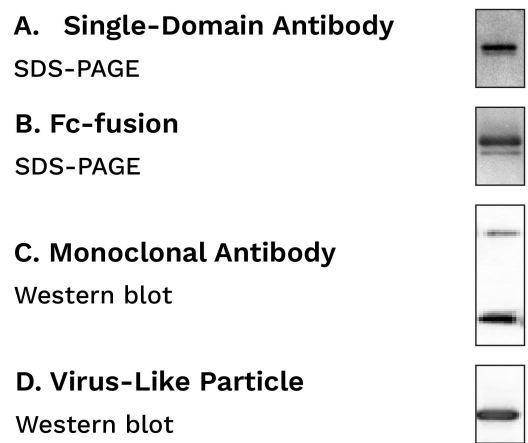 A. Single-Domain Antibody
SDS-PAGE
B. Fc-fusion
SDS-PAGE
C. Monoclonal Antibody
Western blot
D. Virus-Like Particle
Western blot